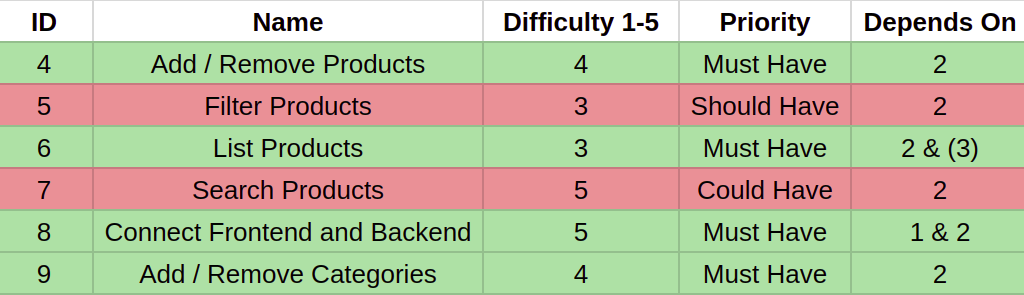 ID Name Difficulty 1-5 Priority Depends On
4 Add / Remove Products 4 Must Have 2
5 Filter Products 3 Should Have 2
6 List Products 3 Must Have 2 & (3)
7 Search Products 5 Could Have 2
8 Connect Frontend and Backend 5 Must Have 1 & 2
9 Add / Remove Categories 4 Must Have 2